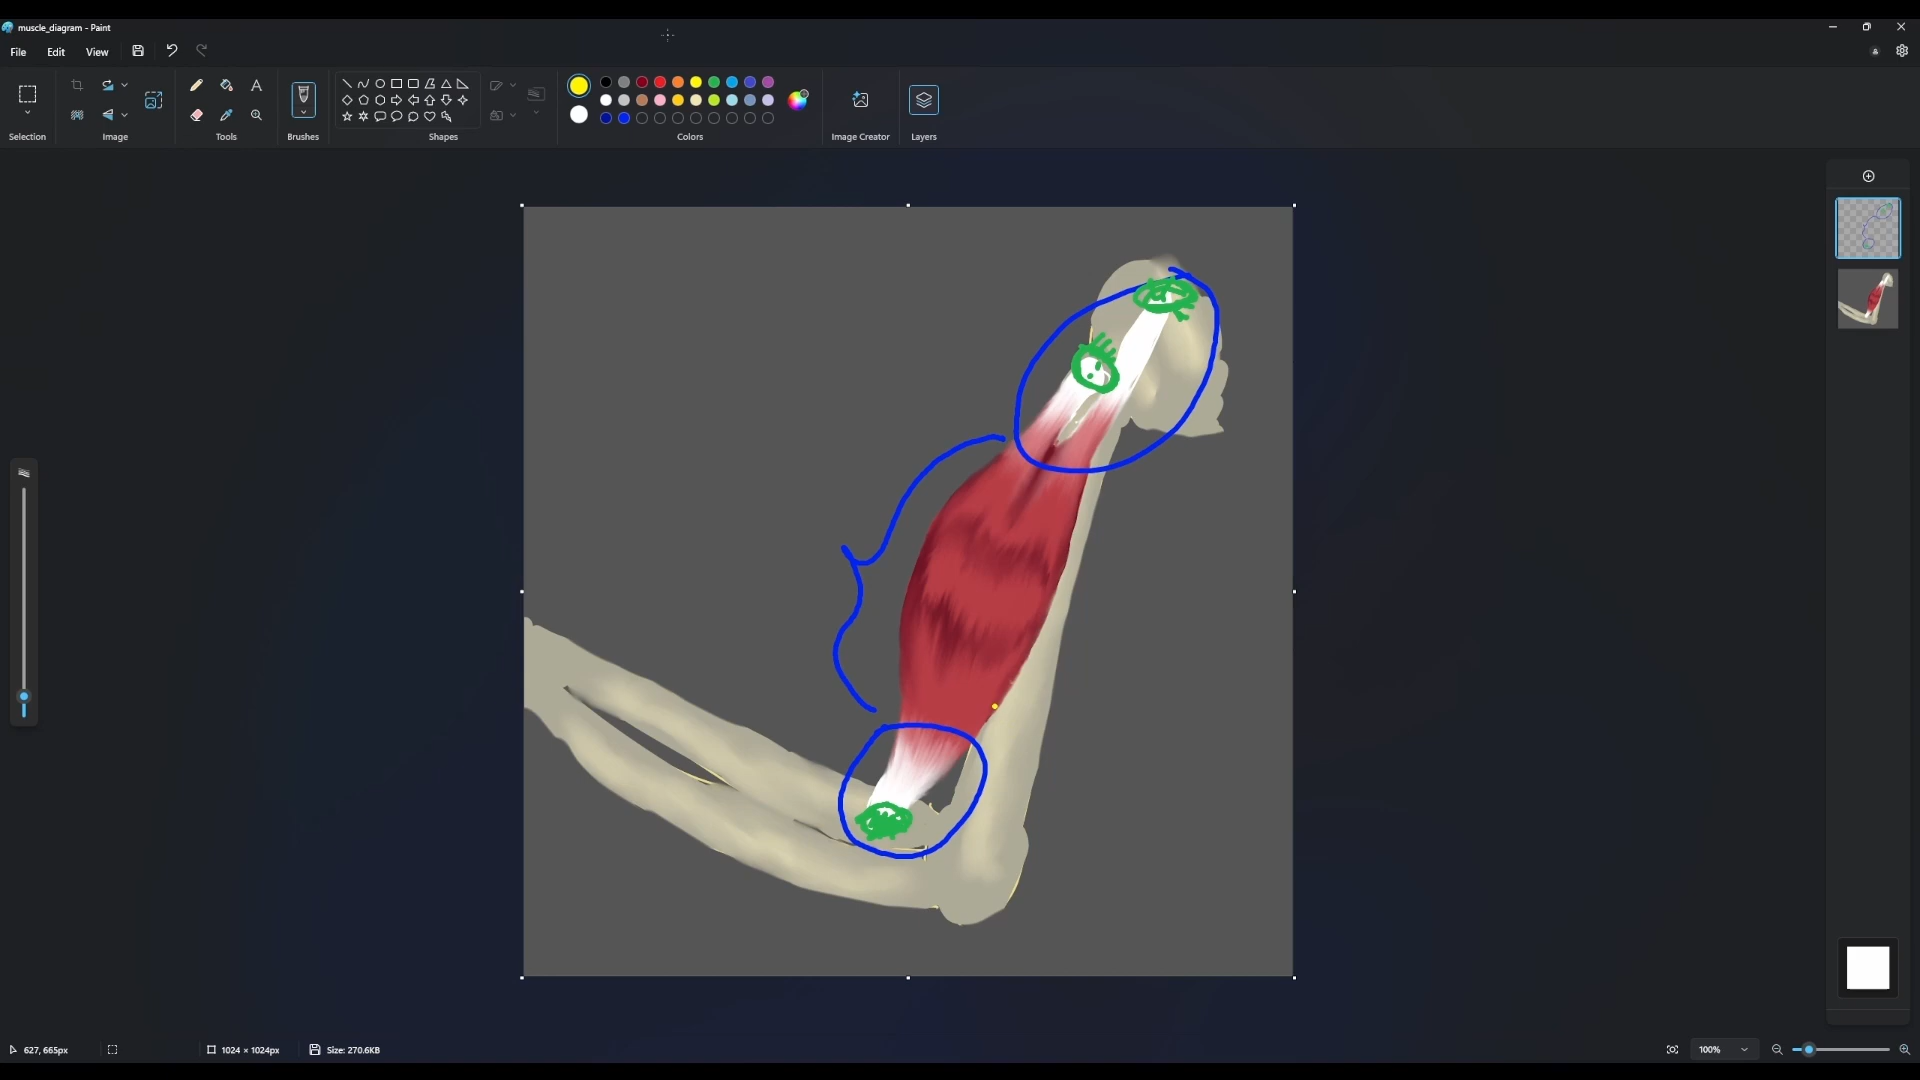 muscle_diagram - Paint
File Edit View
Selection Image Tools Brushes Shapes Colors Image Creator Layers
627, 665px 1024 × 1024px Size: 270.6KB 100%